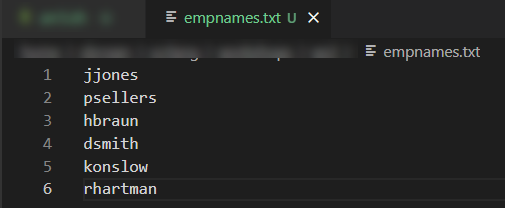 empnames.txt U
empnames.txt
1 jjones
2 psellers
3 hbraun
4 dsmith
5 konslow
6 rhartman